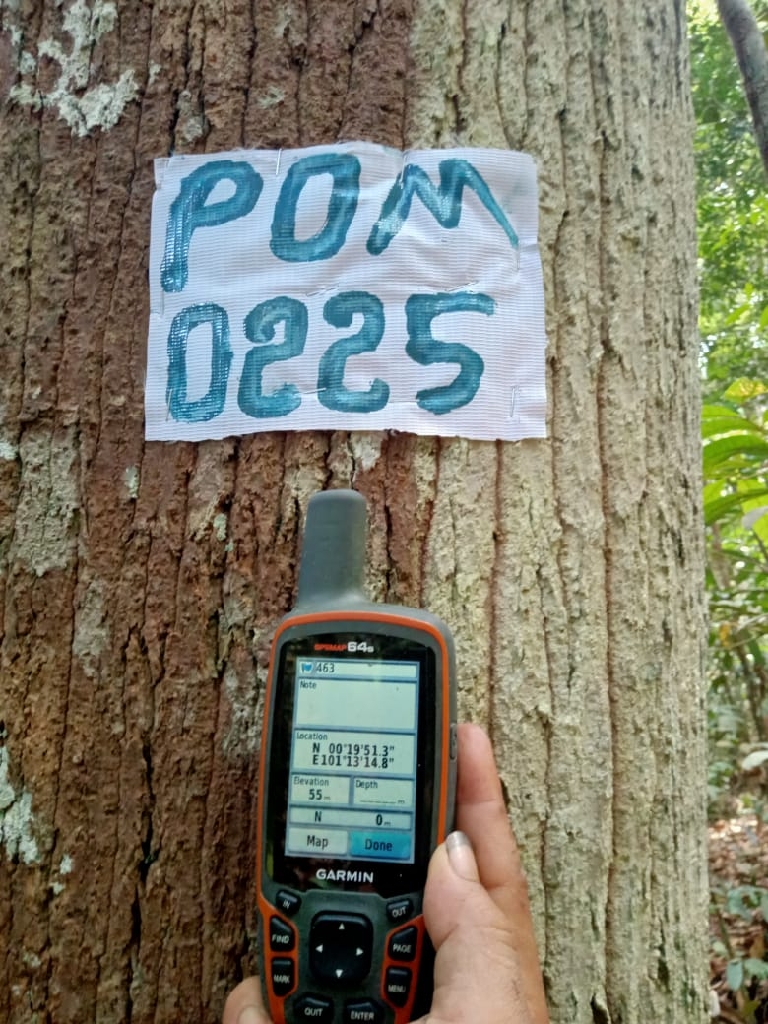 POM
0225
GPSMAP 64s
463
Note
Location
N 00°19'51.3"
E101°13'14.8"
Elevation Depth
55m ______m
N 0m
Map Done
GARMIN
IN OUT
FIND PAGE
MARK MENU
QUIT ENTER